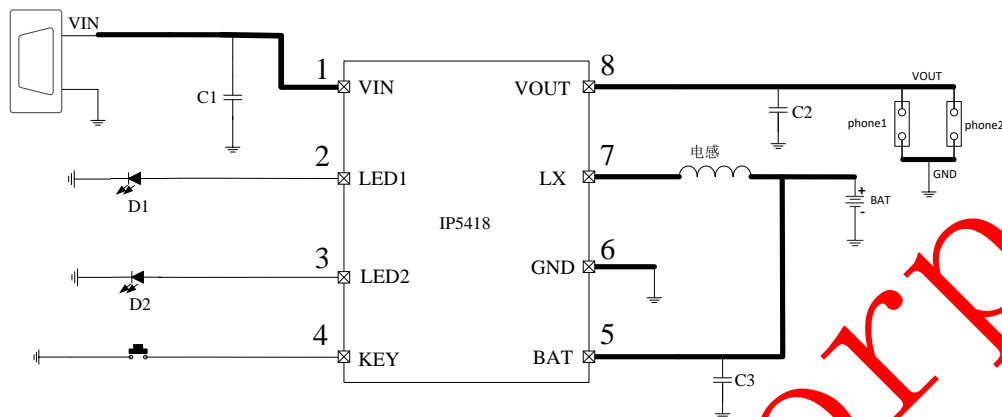 VIN
1
VIN
C1
2
LED1
D1
3
LED2
D2
4
KEY
IP5418
8
VOUT
VOUT
C2
phone1
phone2
GND
7
LX
电感
+
BAT
-
6
GND
5
BAT
C3
orp